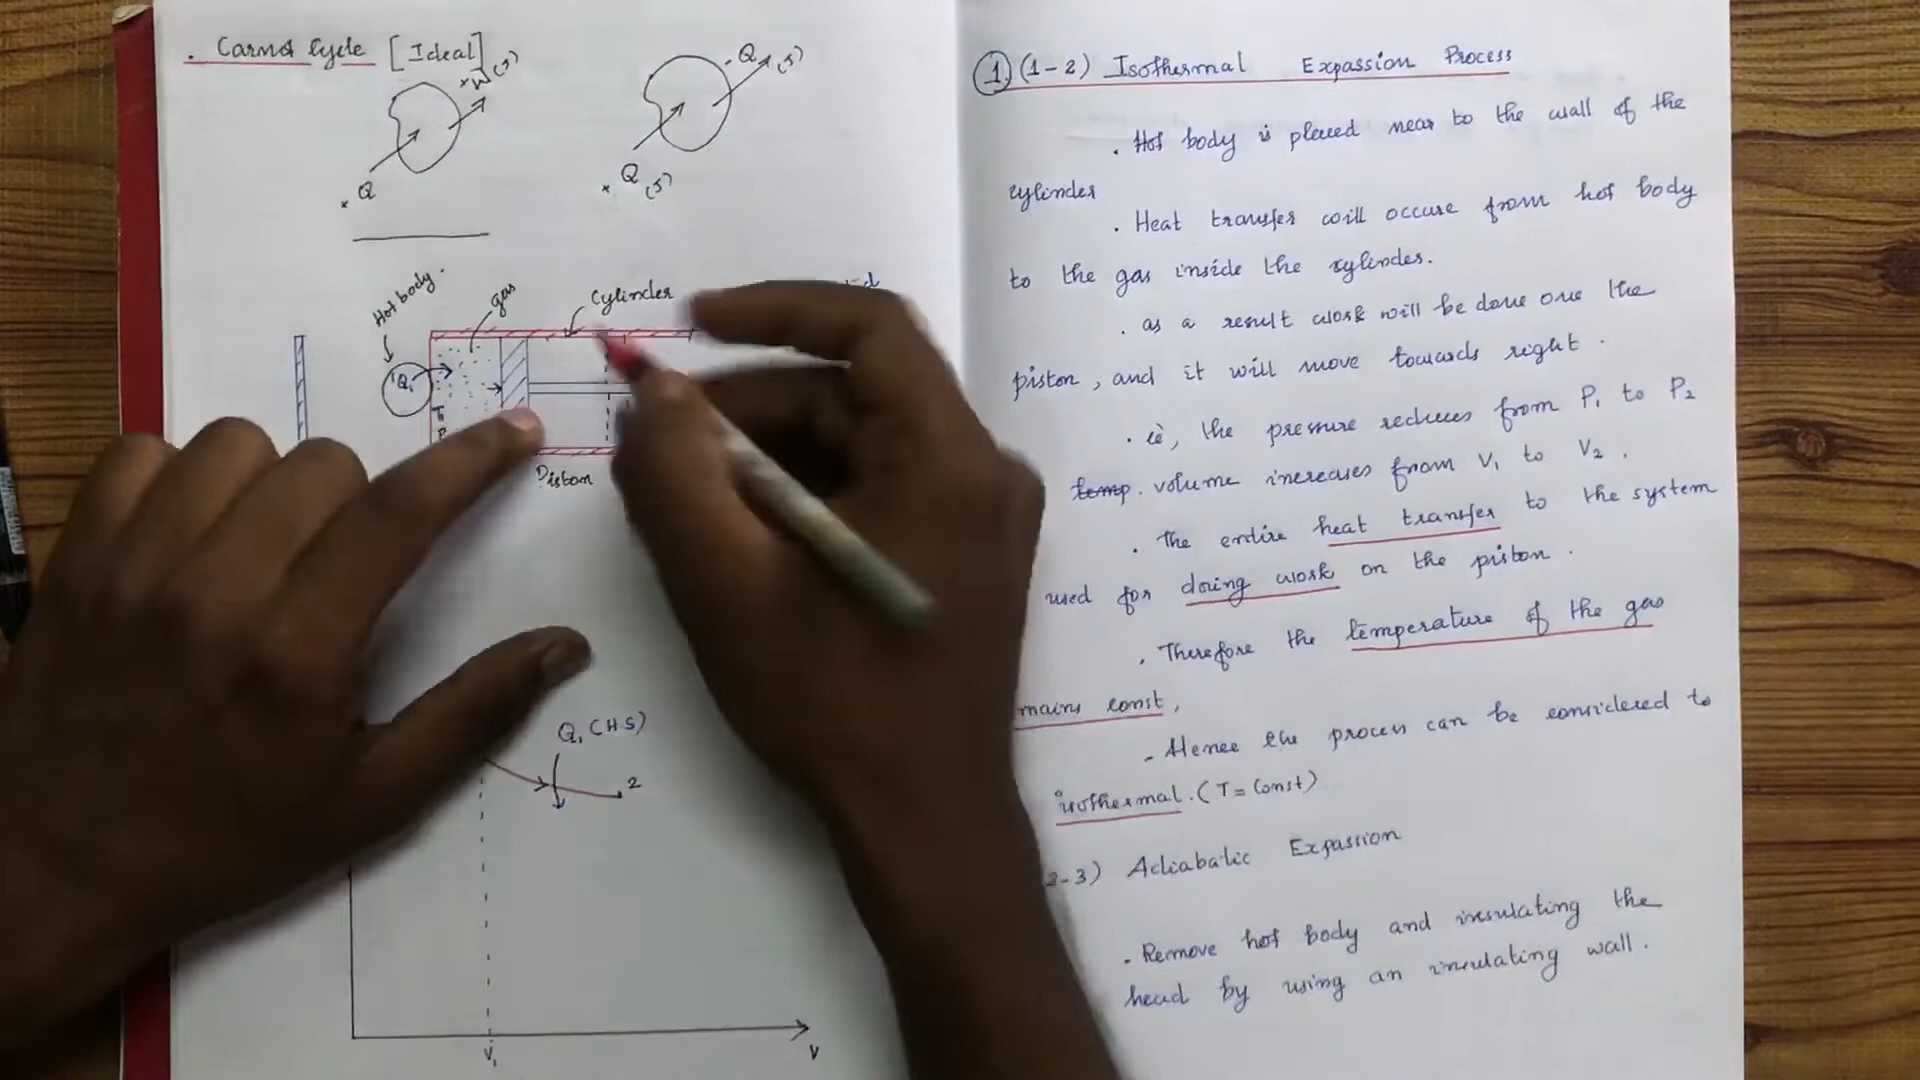 . Carnot Cycle [Ideal]
+W (J)
+ Q
- Q (J)
+ Q (J)
Hot body.
gas
Cylinder
Q1
T1
P
Piston
Q1 (H.S)
2
V1
V
1. (1-2) Isothermal Expassion Process
. Hot body is placed near to the wall of the
cylinder
. Heat transfer will occure from hot body
to the gas inside the cylinder.
. as a result work will be done one the
piston, and it will move towards right.
. ie, the pressure reduces from P1 to P2
temp. volume increases from V1 to V2.
. The entire heat transfer to the system
used for doing work on the piston.
. Therefore the temperature of the gas
mains const,
- Hence the process can be considered to
isothermal. (T = Const)
2-3) Adiabatic Expassion
. Remove hot body and insulating the
head by using an insulating wall.